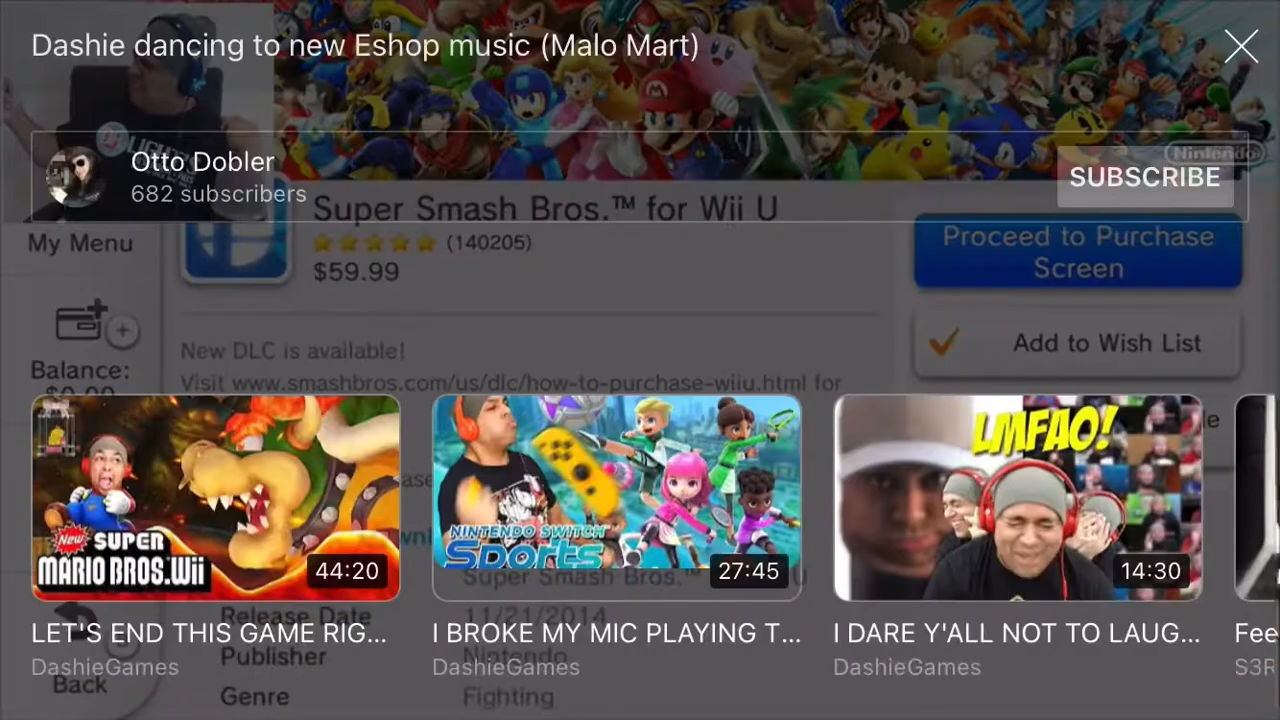 Dashie dancing to new Eshop music (Malo Mart)
Otto Dobler
682 subscribers
SUBSCRIBE
Nintendo
Super Smash Bros.™ for Wii U
(140205)
$59.99
Proceed to Purchase
Screen
My Menu
Add to Wish List
Balance:
$0.00
New DLC is available!
Visit www.smashbros.com/us/dlc/how-to-purchase-wiiu.html for
LMFAO!
New SUPER
MARIO BROS.Wii
44:20
NINTENDO SWITCH
Sports
27:45
14:30
Super Smash Bros.™
Release Date
11/21/2014
LET'S END THIS GAME RIG...
I BROKE MY MIC PLAYING T...
I DARE Y'ALL NOT TO LAUG...
Fee
DashieGames
DashieGames
DashieGames
S3R
Publisher
Nintendo
Back
Genre
Fighting